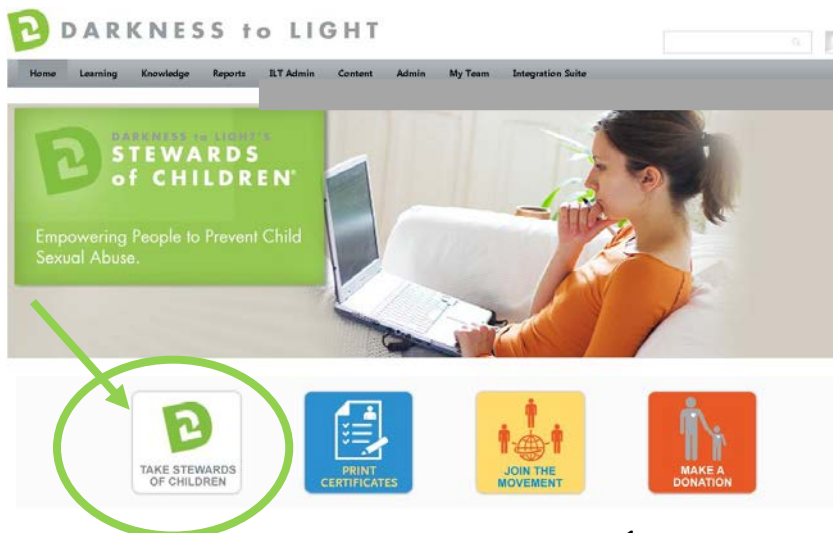 DARKNESS to LIGHT
Home Learning Knowledge Reports ILT Admin Content Admin My Team Integration Suite
DARKNESS to LIGHT'S
STEWARDS
of CHILDREN®
Empowering People to Prevent Child
Sexual Abuse.
TAKE STEWARDS
OF CHILDREN
PRINT
CERTIFICATES
JOIN THE
MOVEMENT
MAKE A
DONATION